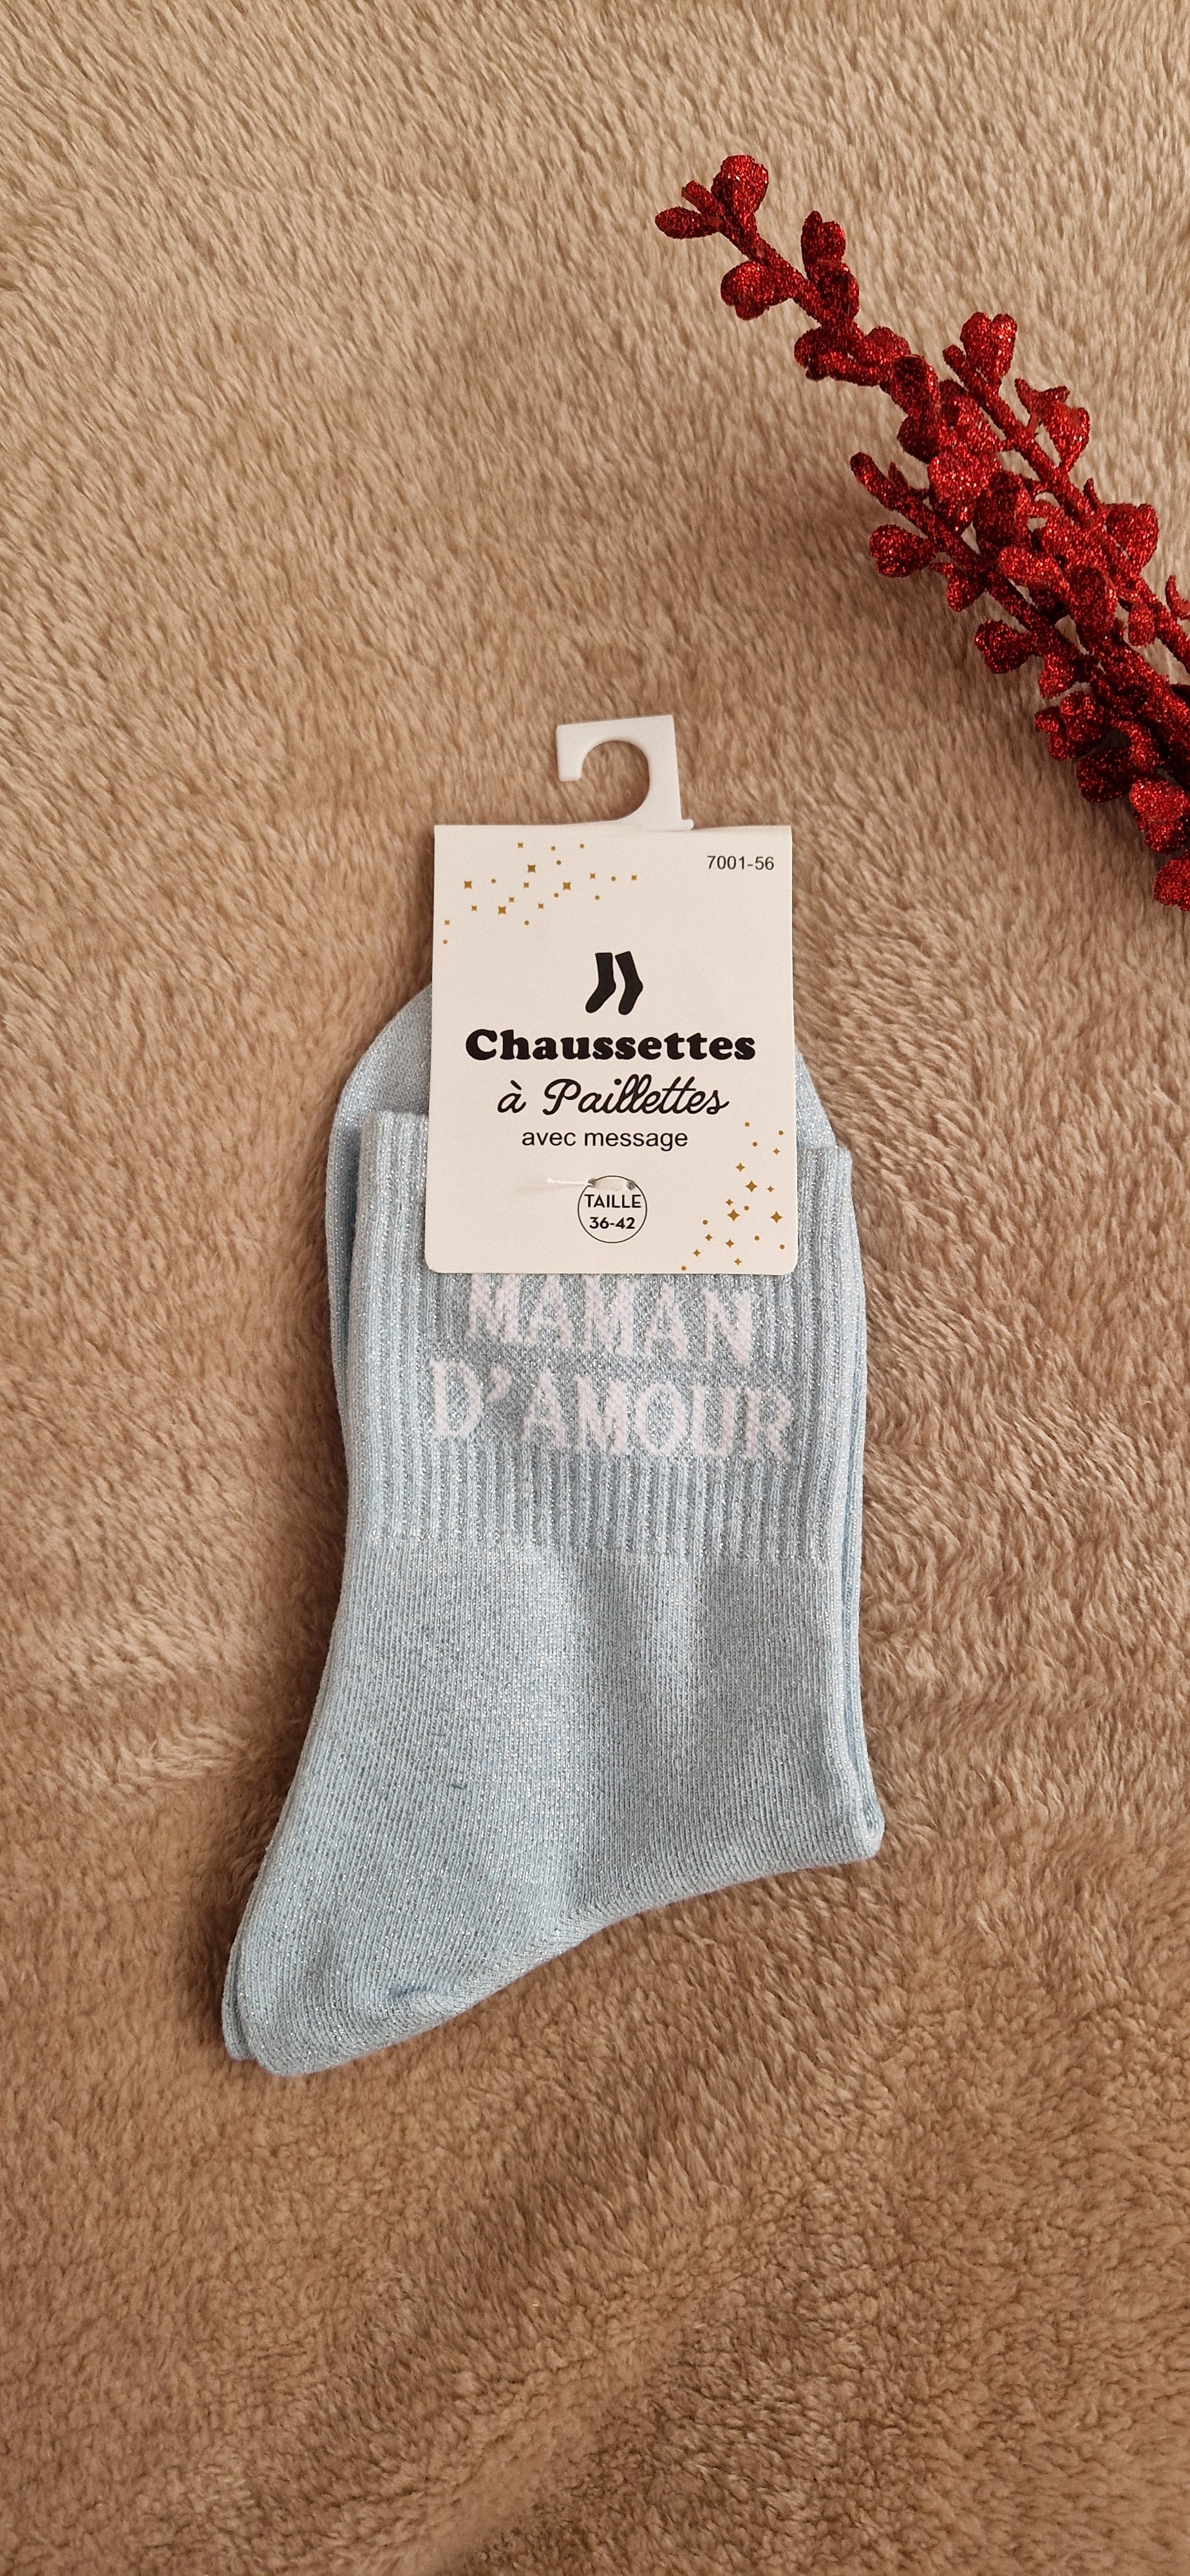 7001-56
Chaussettes
à Paillettes
avec message
TAILLE
36-42
MAMAN
D'AMOUR